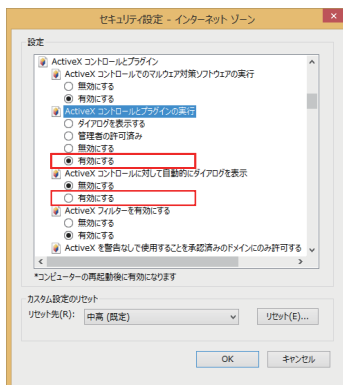 セキュリティ設定 - インターネット ゾーン
設定
ActiveX コントロールとプラグイン
ActiveX コントロールでのマルウェア対策ソフトウェアの実行
無効にする
有効にする
ActiveX コントロールとプラグインの実行
ダイアログを表示する
管理者の許可済み
無効にする
有効にする
ActiveX コントロールに対して自動的にダイアログを表示
無効にする
有効にする
ActiveX フィルターを有効にする
無効にする
有効にする
ActiveX を警告なしで使用することを承認済みのドメインにのみ許可する
*コンピューターの再起動後に有効になります
カスタム設定のリセット
リセット先(R): 中高 (既定) リセット(E)...
OK キャンセル